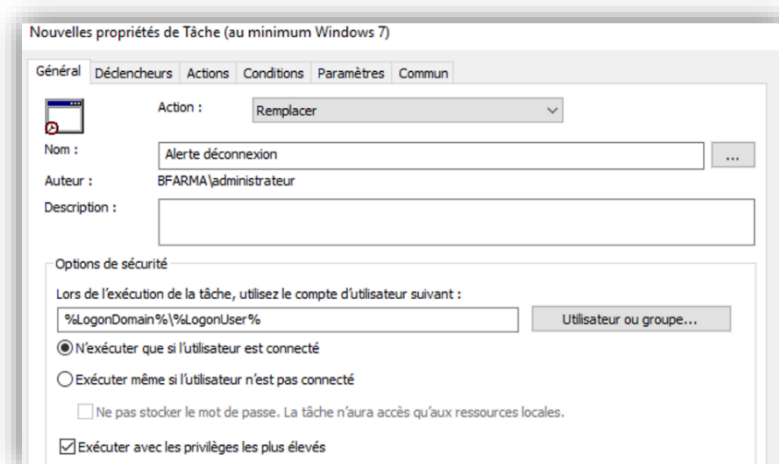 Nouvelles propriétés de Tâche (au minimum Windows 7)
Général Déclencheurs Actions Conditions Paramètres Commun
Action : Remplacer
Nom : Alerte déconnexion ...
Auteur : BFARMA\administrateur
Description :
Options de sécurité
Lors de l'exécution de la tâche, utilisez le compte d'utilisateur suivant :
%LogonDomain%\%LogonUser% Utilisateur ou groupe...
N'exécuter que si l'utilisateur est connecté
Exécuter même si l'utilisateur n'est pas connecté
Ne pas stocker le mot de passe. La tâche n'aura accès qu'aux ressources locales.
Exécuter avec les privilèges les plus élevés